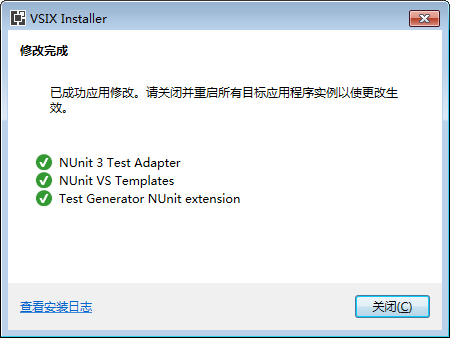 VSIX Installer
修改完成
已成功应用修改。请关闭并重启所有目标应用程序实例以使更改生
效。
NUnit 3 Test Adapter
NUnit VS Templates
Test Generator NUnit extension
查看安装日志
关闭(C)